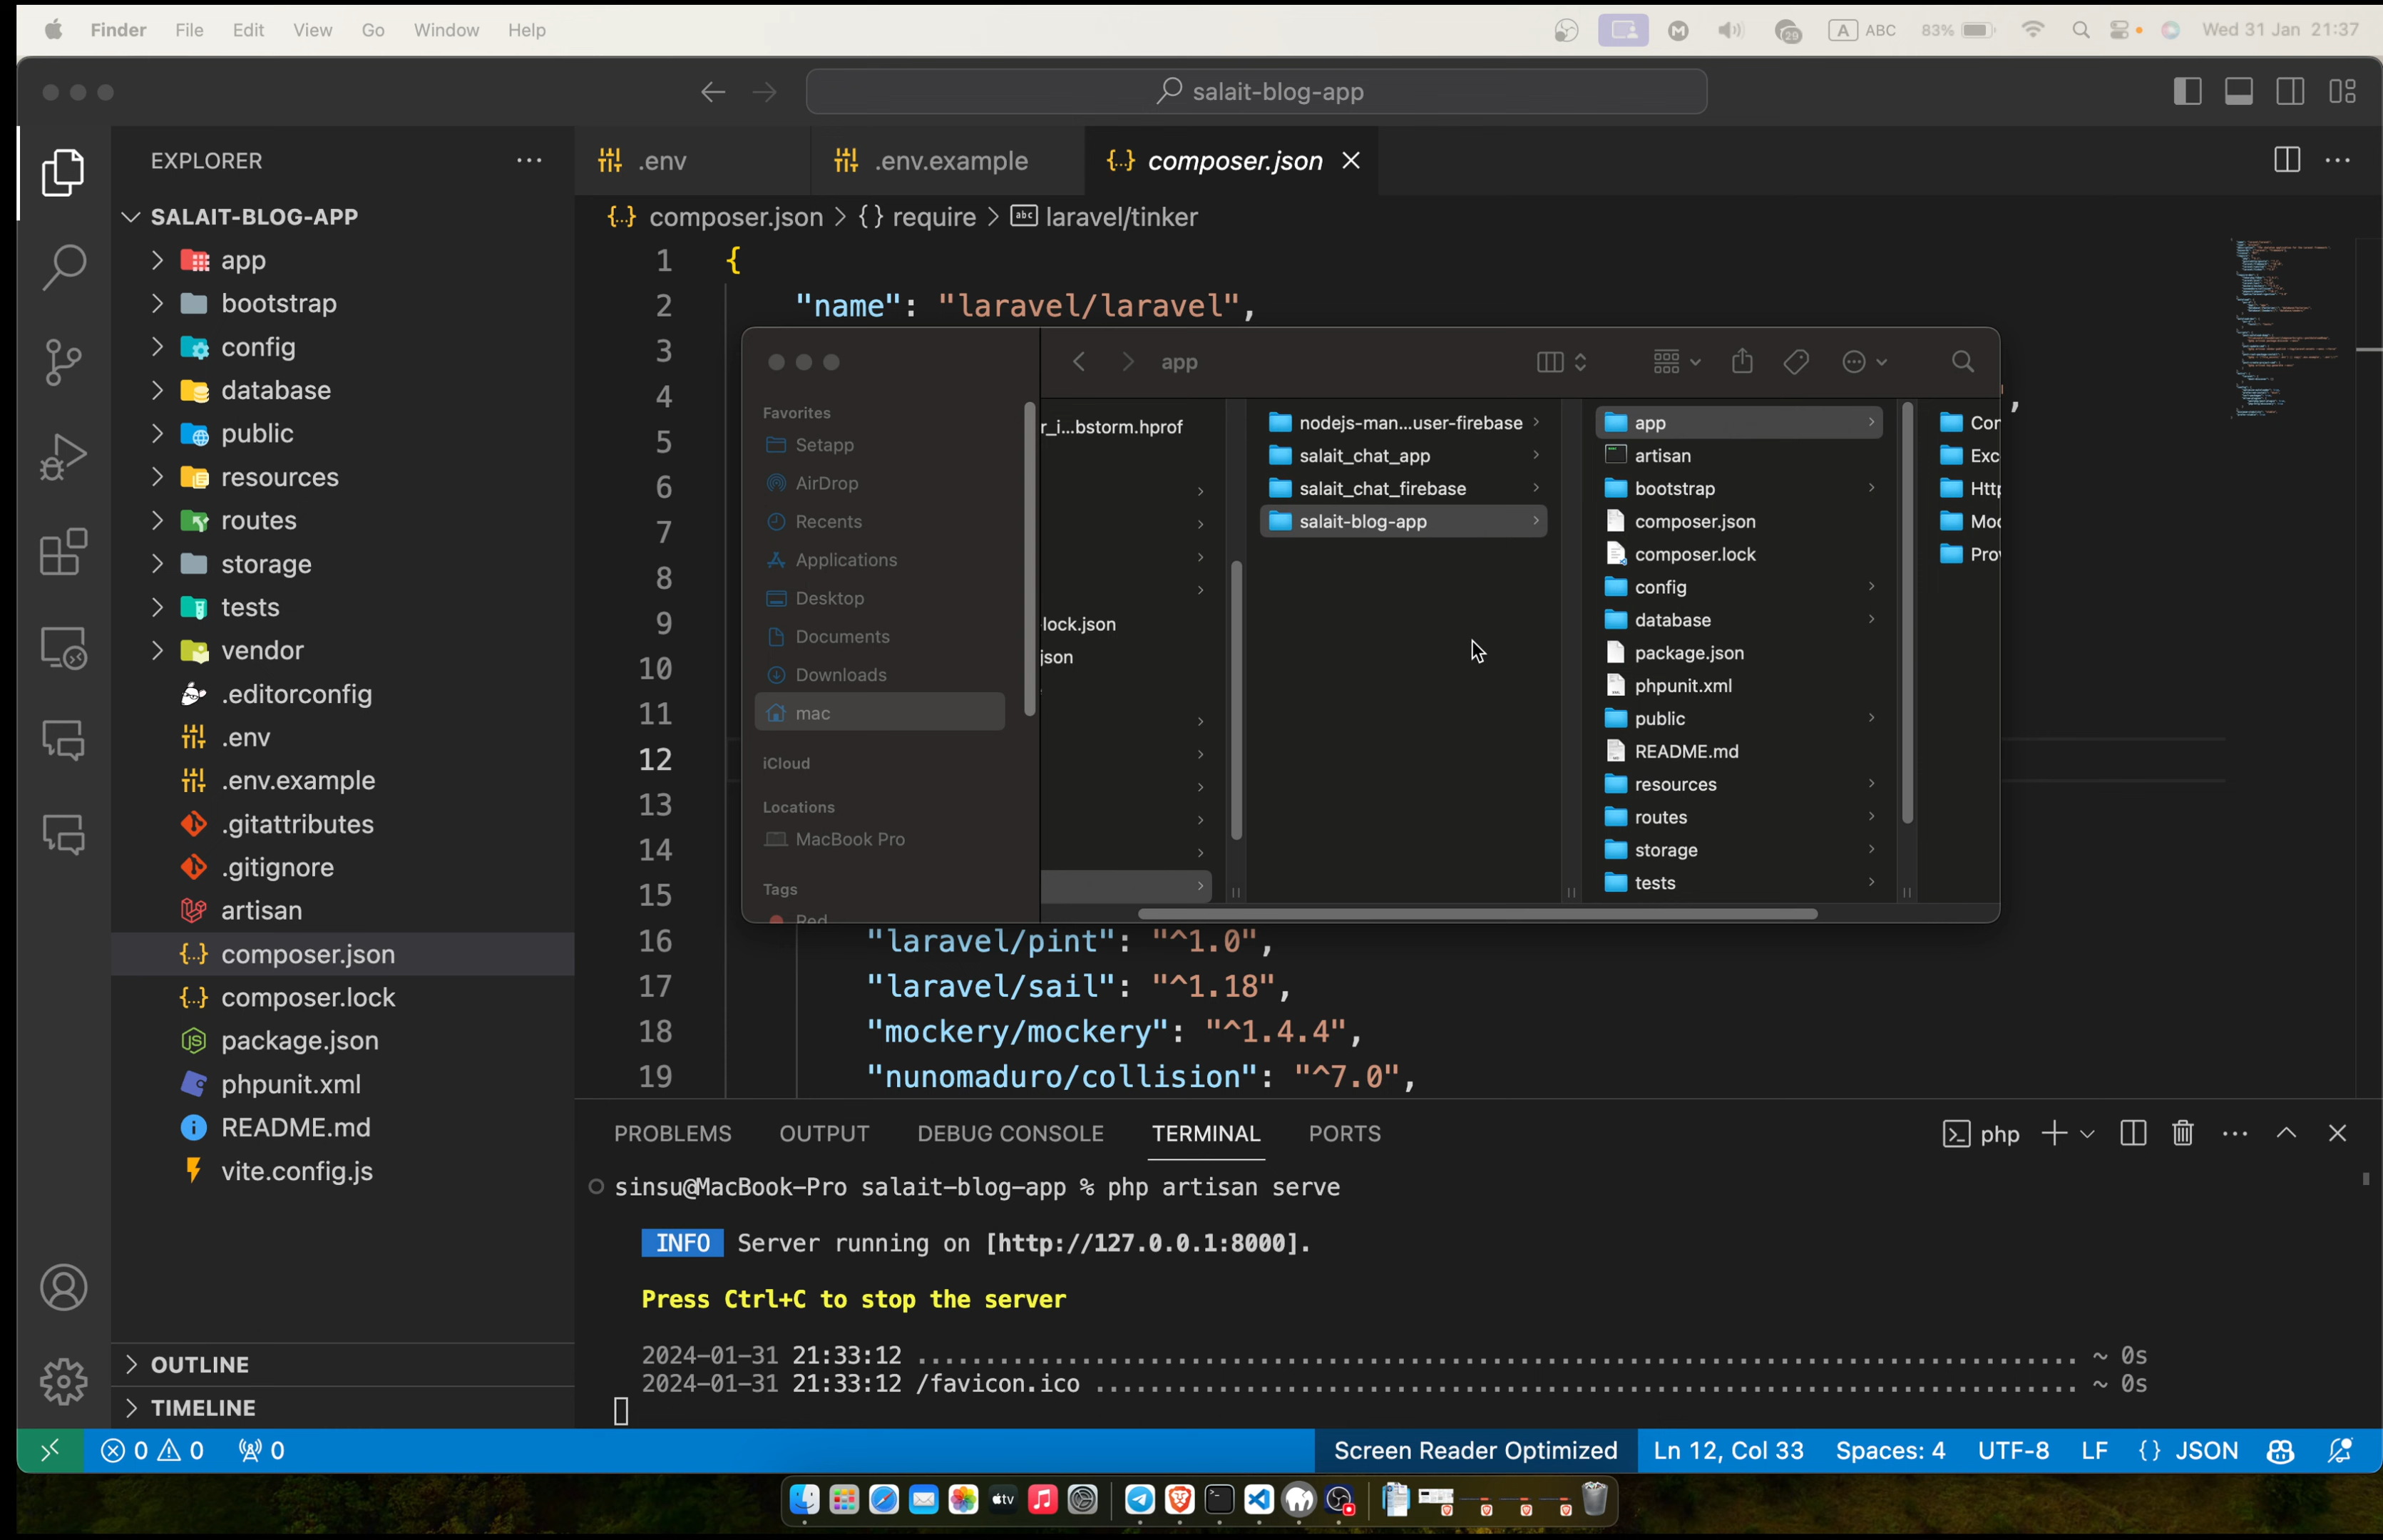 Finder File Edit View Go Window Help
29 A ABC 83% Wed 31 Jan 21:37
salait-blog-app
EXPLORER
SALAIT-BLOG-APP
app
bootstrap
config
database
public
resources
routes
storage
tests
vendor
.editorconfig
.env
.env.example
.gitattributes
.gitignore
artisan
composer.json
composer.lock
package.json
phpunit.xml
README.md
vite.config.js
OUTLINE
TIMELINE
.env .env.example composer.json
composer.json > {} require > abc laravel/tinker
1 {
2 "name": "laravel/laravel",
3
4 ,
5
6
7
8
9
10
11
12
13
14
15
16 "laravel/pint": "^1.0",
17 "laravel/sail": "^1.18",
18 "mockery/mockery": "^1.4.4",
19 "nunomaduro/collision": "^7.0",
app
Favorites
Setapp
AirDrop
Recents
Applications
Desktop
Documents
Downloads
mac
iCloud
Locations
MacBook Pro
Tags
Red
r_i...bstorm.hprof
lock.json
json
nodejs-man...user-firebase
salait_chat_app
salait_chat_firebase
salait-blog-app
app
artisan
bootstrap
composer.json
composer.lock
config
database
package.json
phpunit.xml
public
README.md
resources
routes
storage
tests
Cor
Exc
Http
Moc
Prov
PROBLEMS OUTPUT DEBUG CONSOLE TERMINAL PORTS
php
sinsu@MacBook-Pro salait-blog-app % php artisan serve
INFO Server running on [http://127.0.0.1:8000].
Press Ctrl+C to stop the server
2024-01-31 21:33:12 ........................................ ~ 0s
2024-01-31 21:33:12 /favicon.ico ........................................ ~ 0s
0 0 0
Screen Reader Optimized Ln 12, Col 33 Spaces: 4 UTF-8 LF {} JSON
tv